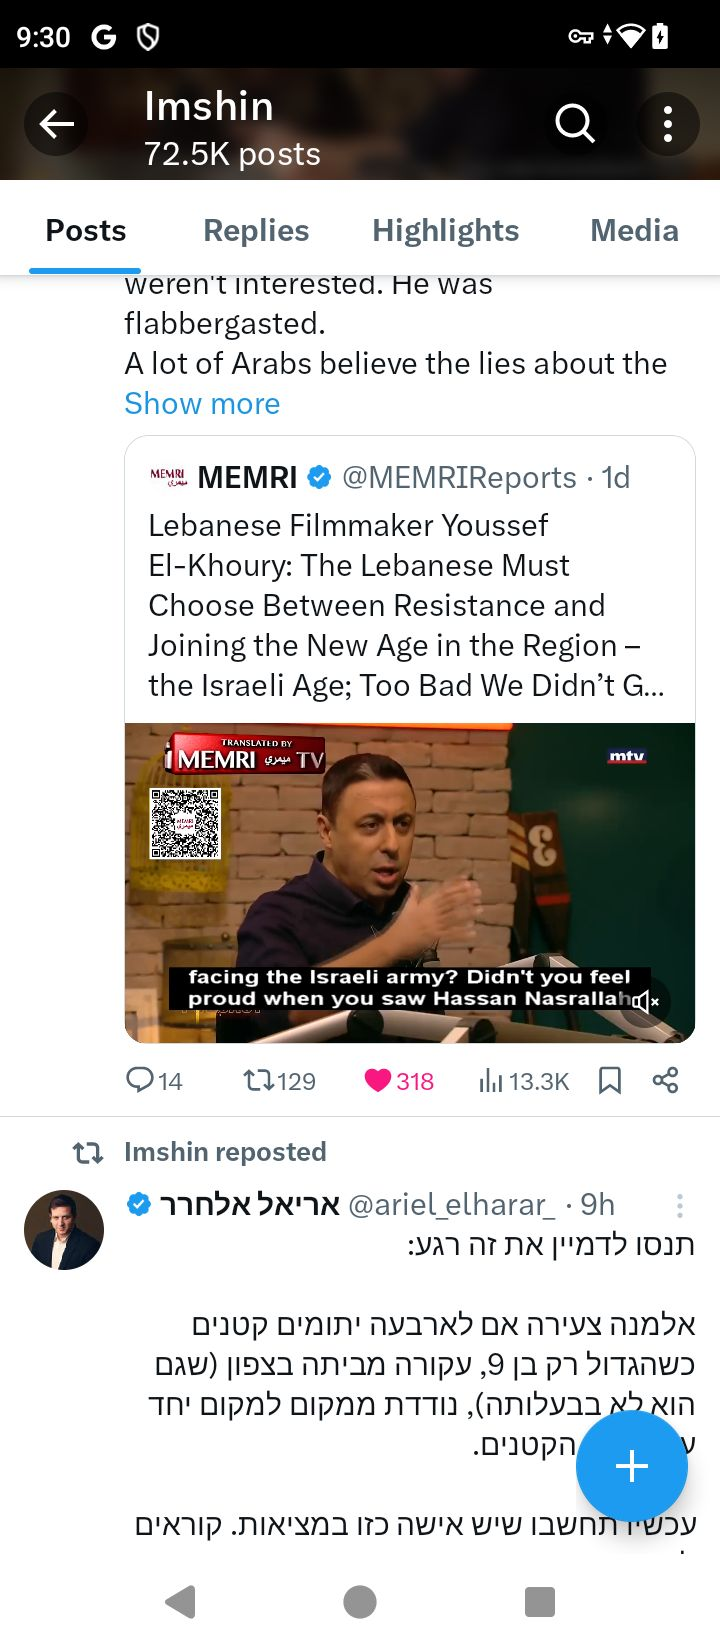 9:30
Imshin
72.5K posts
Posts Replies Highlights Media
weren't interested. He was
flabbergasted.
A lot of Arabs believe the lies about the
Show more
MEMRI @MEMRIReports · 1d
Lebanese Filmmaker Youssef
El-Khoury: The Lebanese Must
Choose Between Resistance and
Joining the New Age in the Region –
the Israeli Age; Too Bad We Didn’t G...
TRANSLATED BY
MEMRI ميمري TV
mtv
facing the Israeli army? Didn't you feel
proud when you saw Hassan Nasrallah
14 129 318 13.3K
Imshin reposted
אריאל אלחרר @ariel_elharar_ · 9h
תנסו לדמיין את זה רגע:
אלמנה צעירה אם לארבעה יתומים קטנים
כשהגדול רק בן 9, עקורה מביתה בצפון (שגם
הוא לא בבעלותה), נודדת ממקום למקום יחד
הקטנים.
עכשיו תחשבו שיש אישה כזו במציאות. קוראים